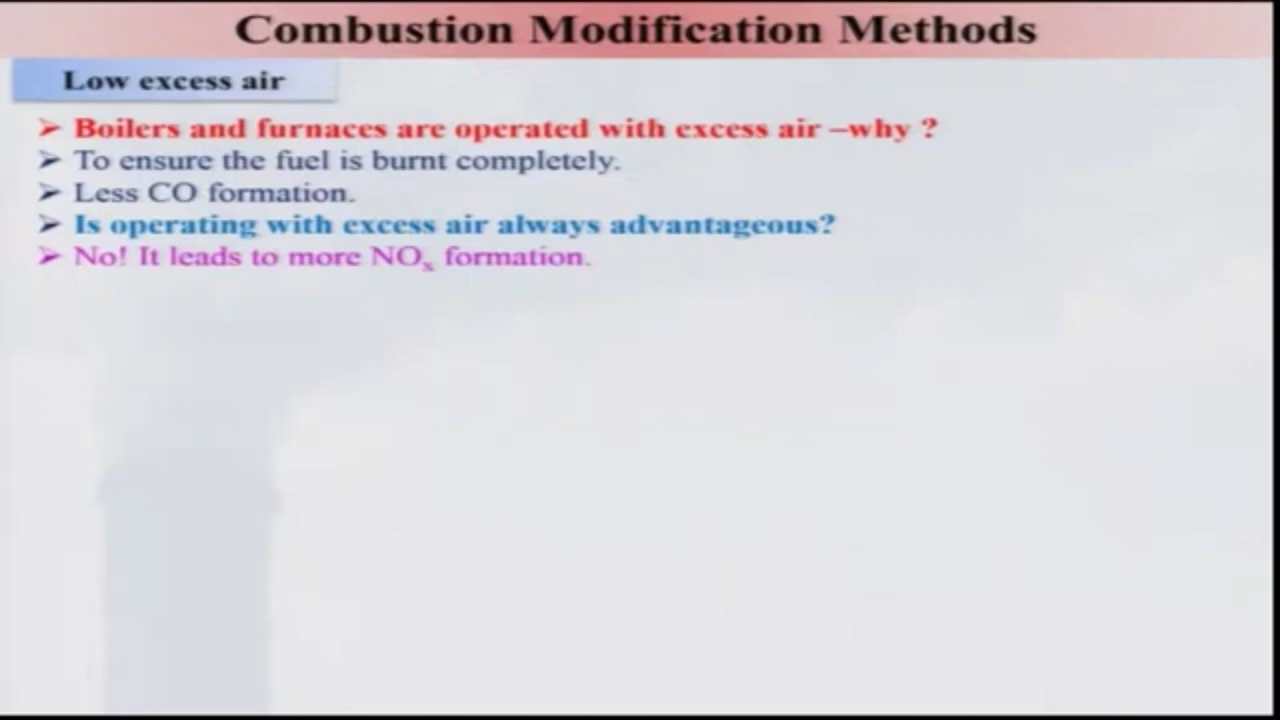 Combustion Modification Methods
Low excess air
➢ Boilers and furnaces are operated with excess air –why ?
➢ To ensure the fuel is burnt completely.
➢ Less CO formation.
➢ Is operating with excess air always advantageous?
➢ No! It leads to more NOx formation.